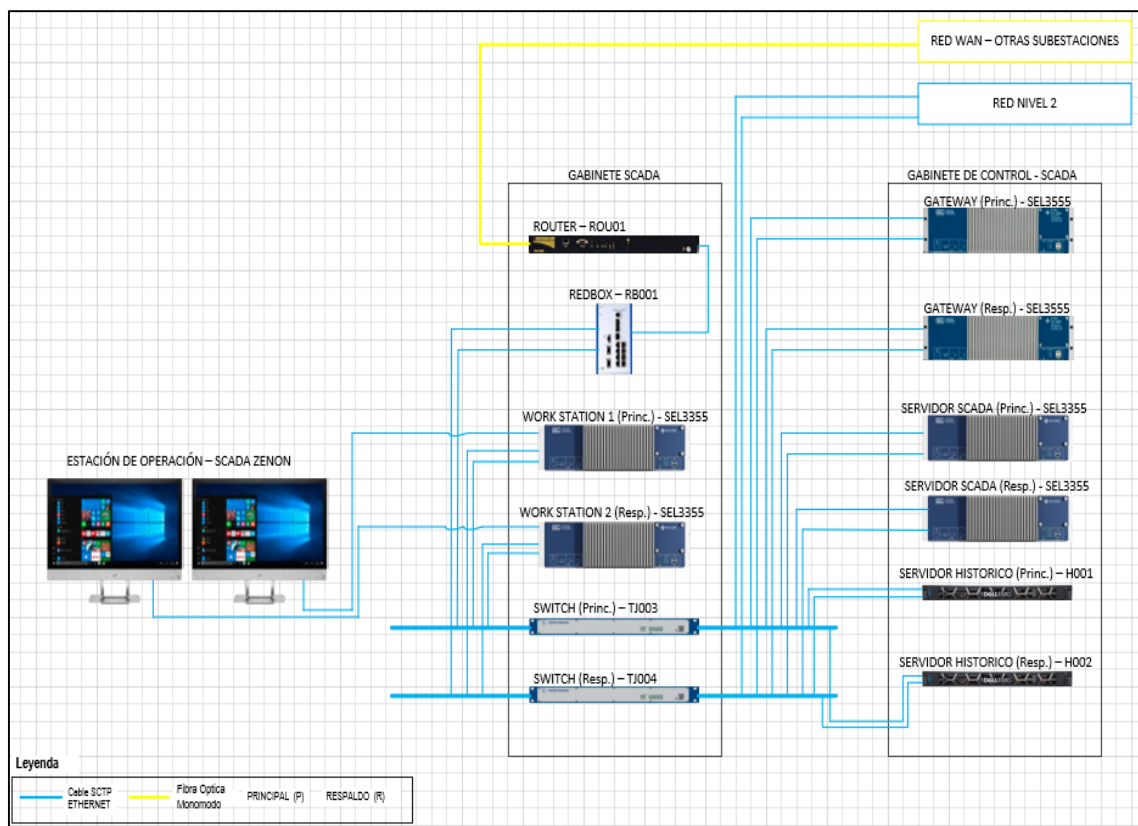 RED WAN – OTRAS SUBESTACIONES
RED NIVEL 2
GABINETE SCADA
GABINETE DE CONTROL - SCADA
ROUTER – ROU01
GATEWAY (Princ.) - SEL3555
REDBOX – RB001
GATEWAY (Resp.) - SEL3555
WORK STATION 1 (Princ.) - SEL3355
SERVIDOR SCADA (Princ.) - SEL3355
ESTACIÓN DE OPERACIÓN – SCADA ZENON
SERVIDOR SCADA (Resp.) - SEL3355
WORK STATION 2 (Resp.) - SEL3355
SERVIDOR HISTORICO (Princ.) – H001
SWITCH (Princ.) – TJ003
SERVIDOR HISTORICO (Resp.) – H002
SWITCH (Resp.) – TJ004
Leyenda
Cable SCTP
ETHERNET
Fibra Optica
Monomodo
PRINCIPAL (P)
RESPALDO (R)